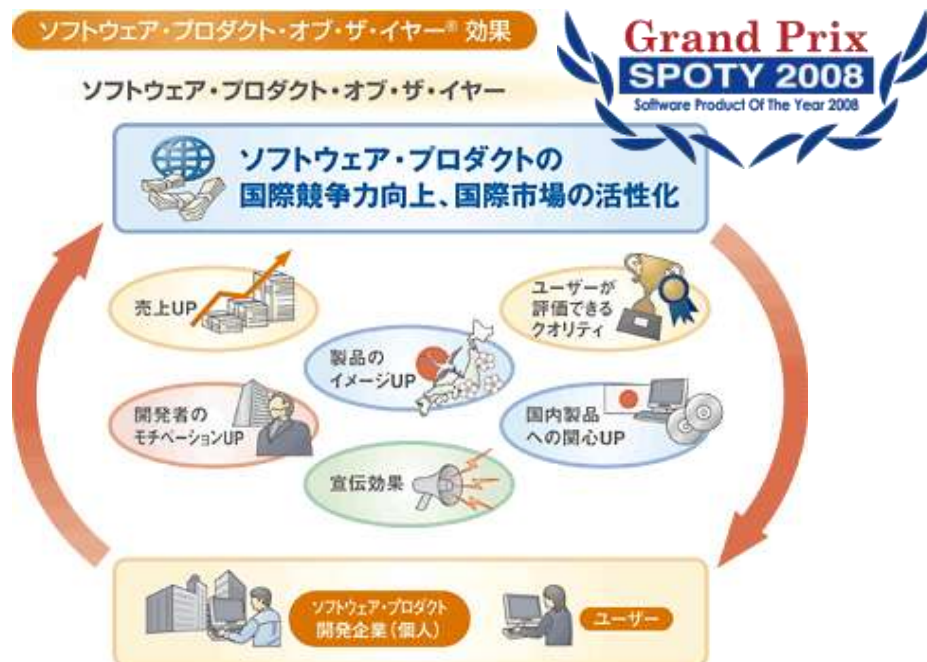 ソフトウェア・プロダクト・オブ・ザ・イヤー® 効果
Grand Prix
SPOTY 2008
Software Product Of The Year 2008
ソフトウェア・プロダクト・オブ・ザ・イヤー
ソフトウェア・プロダクトの
国際競争力向上、国際市場の活性化
売上UP
ユーザーが
評価できる
クオリティ
製品の
イメージUP
開発者の
モチベーションUP
国内製品
への関心UP
宣伝効果
ソフトウェア・プロダクト
開発企業(個人)
ユーザー